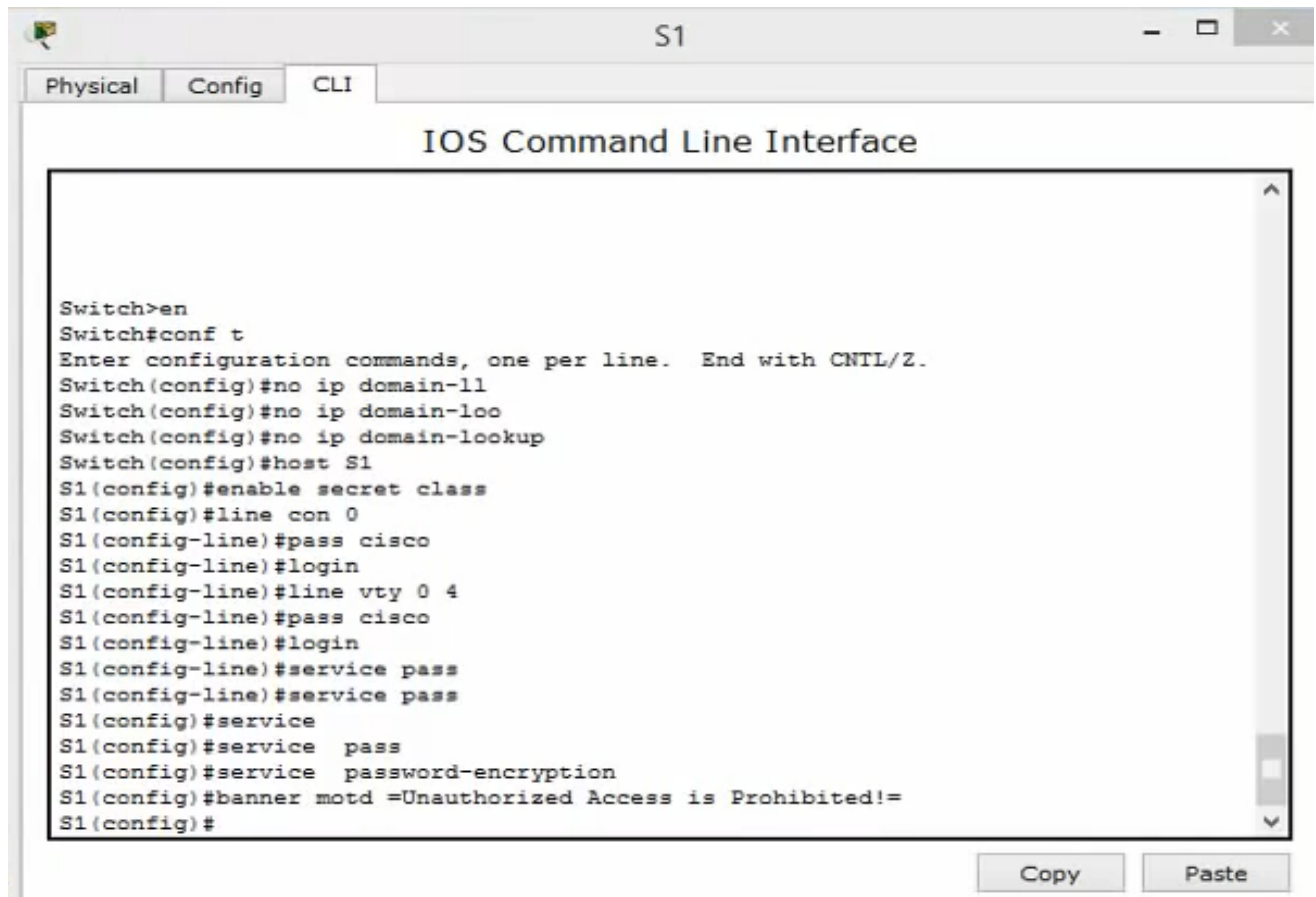 S1
Physical Config CLI
IOS Command Line Interface
Switch>en
Switch#conf t
Enter configuration commands, one per line.  End with CNTL/Z.
Switch(config)#no ip domain-ll
Switch(config)#no ip domain-loo
Switch(config)#no ip domain-lookup
Switch(config)#host S1
S1(config)#enable secret class
S1(config)#line con 0
S1(config-line)#pass cisco
S1(config-line)#login
S1(config-line)#line vty 0 4
S1(config-line)#pass cisco
S1(config-line)#login
S1(config-line)#service pass
S1(config-line)#service pass
S1(config)#service
S1(config)#service  pass
S1(config)#service  password-encryption
S1(config)#banner motd =Unauthorized Access is Prohibited!=
S1(config)#
Copy Paste